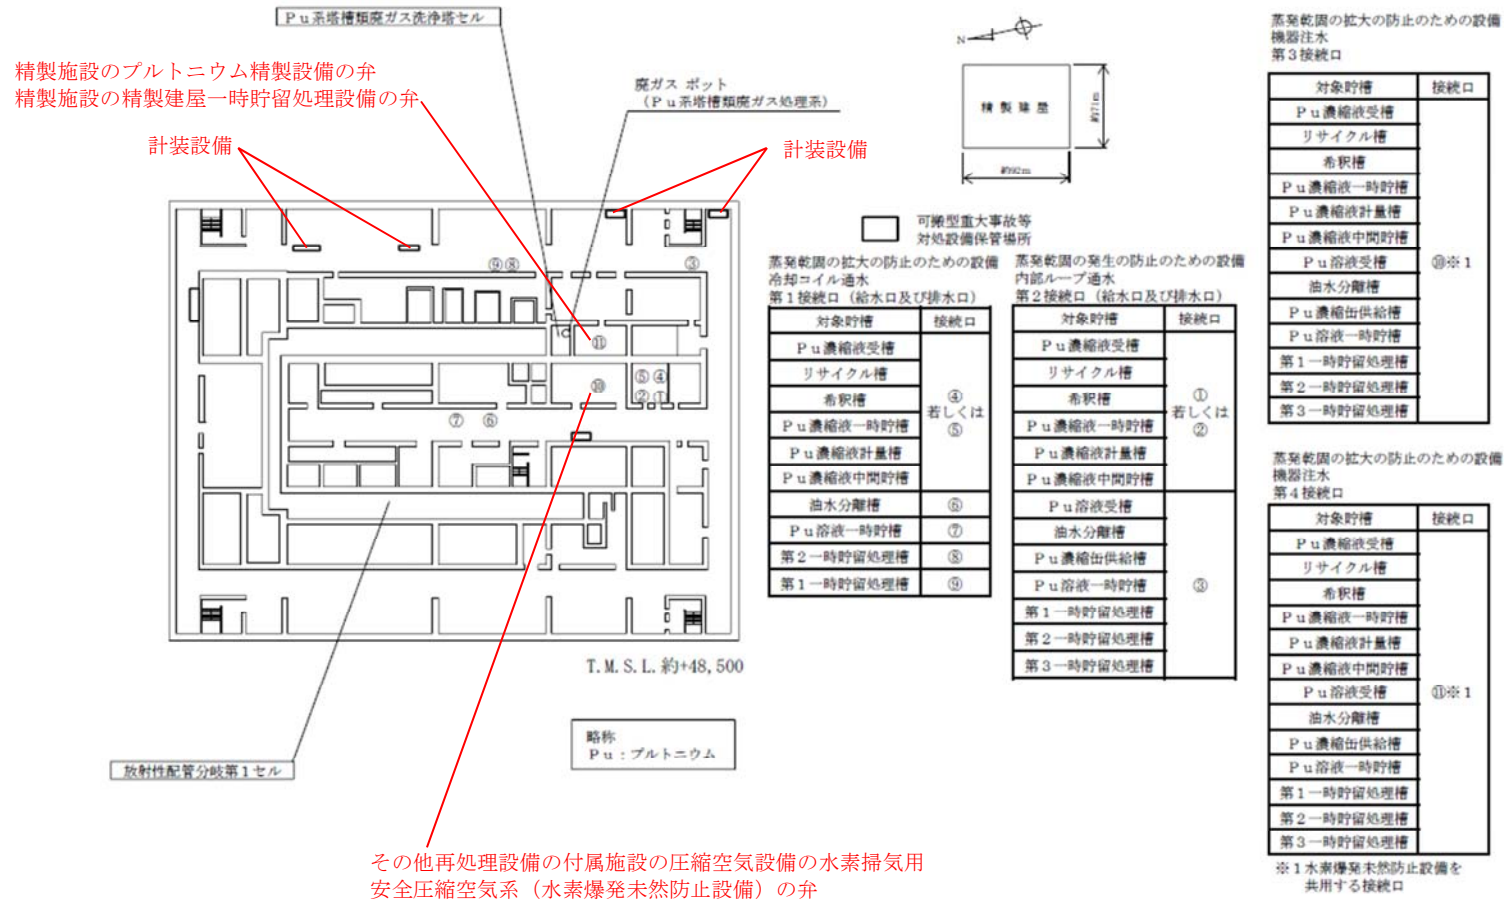 Ｐｕ系塔槽類廃ガス洗浄塔セル
精製施設のプルトニウム精製設備の弁
精製施設の精製建屋一時貯留処理設備の弁
計装設備
廃ガス ポット
（Ｐｕ系塔槽類廃ガス処理系）
計装設備
N
精 製 建 屋
約71m
約92m
可搬型重大事故等
対処設備保管場所
⑨⑧
③
⑪
⑩
⑤④
②①
⑦
⑥
T.M.S.L.約+48,500
略称
Ｐｕ：プルトニウム
放射性配管分岐第１セル
その他再処理設備の付属施設の圧縮空気設備の水素掃気用
安全圧縮空気系（水素爆発未然防止設備）の弁
蒸発乾固の拡大の防止のための設備
冷却コイル通水
第１接続口（給水口及び排水口）
対象貯槽 接続口
Ｐｕ濃縮液受槽
リサイクル槽
希釈槽
Ｐｕ濃縮液一時貯槽
Ｐｕ濃縮液計量槽
Ｐｕ濃縮液中間貯槽
④
若しくは
⑤
油水分離槽 ⑥
Ｐｕ溶液一時貯槽 ⑦
第２一時貯留処理槽 ⑧
第１一時貯留処理槽 ⑨
蒸発乾固の発生の防止のための設備
内部ループ通水
第２接続口（給水口及び排水口）
対象貯槽 接続口
Ｐｕ濃縮液受槽
リサイクル槽
希釈槽
Ｐｕ濃縮液一時貯槽
Ｐｕ濃縮液計量槽
Ｐｕ濃縮液中間貯槽
①
若しくは
②
Ｐｕ溶液受槽
油水分離槽
Ｐｕ濃縮缶供給槽
Ｐｕ溶液一時貯槽
第１一時貯留処理槽
第２一時貯留処理槽
第３一時貯留処理槽
③
蒸発乾固の拡大の防止のための設備
機器注水
第３接続口
対象貯槽 接続口
Ｐｕ濃縮液受槽
リサイクル槽
希釈槽
Ｐｕ濃縮液一時貯槽
Ｐｕ濃縮液計量槽
Ｐｕ濃縮液中間貯槽
Ｐｕ溶液受槽
油水分離槽
Ｐｕ濃縮缶供給槽
Ｐｕ溶液一時貯槽
第１一時貯留処理槽
第２一時貯留処理槽
第３一時貯留処理槽
⑩※１
蒸発乾固の拡大の防止のための設備
機器注水
第４接続口
対象貯槽 接続口
Ｐｕ濃縮液受槽
リサイクル槽
希釈槽
Ｐｕ濃縮液一時貯槽
Ｐｕ濃縮液計量槽
Ｐｕ濃縮液中間貯槽
Ｐｕ溶液受槽
油水分離槽
Ｐｕ濃縮缶供給槽
Ｐｕ溶液一時貯槽
第１一時貯留処理槽
第２一時貯留処理槽
第３一時貯留処理槽
⑪※１
※１水素爆発未然防止設備を
共用する接続口